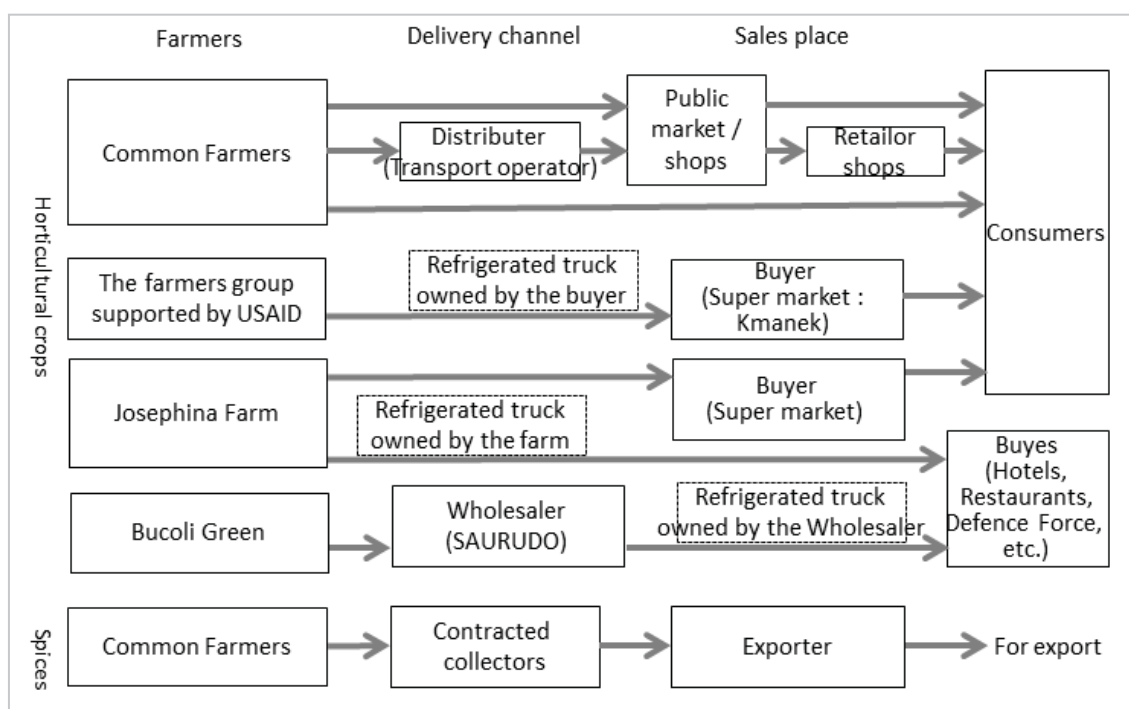 Farmers
Delivery channel
Sales place
Horticultural crops
Common Farmers
Distributer
(Transport operator)
Public
market /
shops
Retailor
shops
Consumers
The farmers group
supported by USAID
Refrigerated truck
owned by the buyer
Buyer
(Super market :
Kmanek)
Josephina Farm
Refrigerated truck
owned by the farm
Buyer
(Super market)
Buyes
(Hotels,
Restaurants,
Defence Force,
etc.)
Bucoli Green
Wholesaler
(SAURUDO)
Refrigerated truck
owned by the Wholesaler
Spices
Common Farmers
Contracted
collectors
Exporter
For export